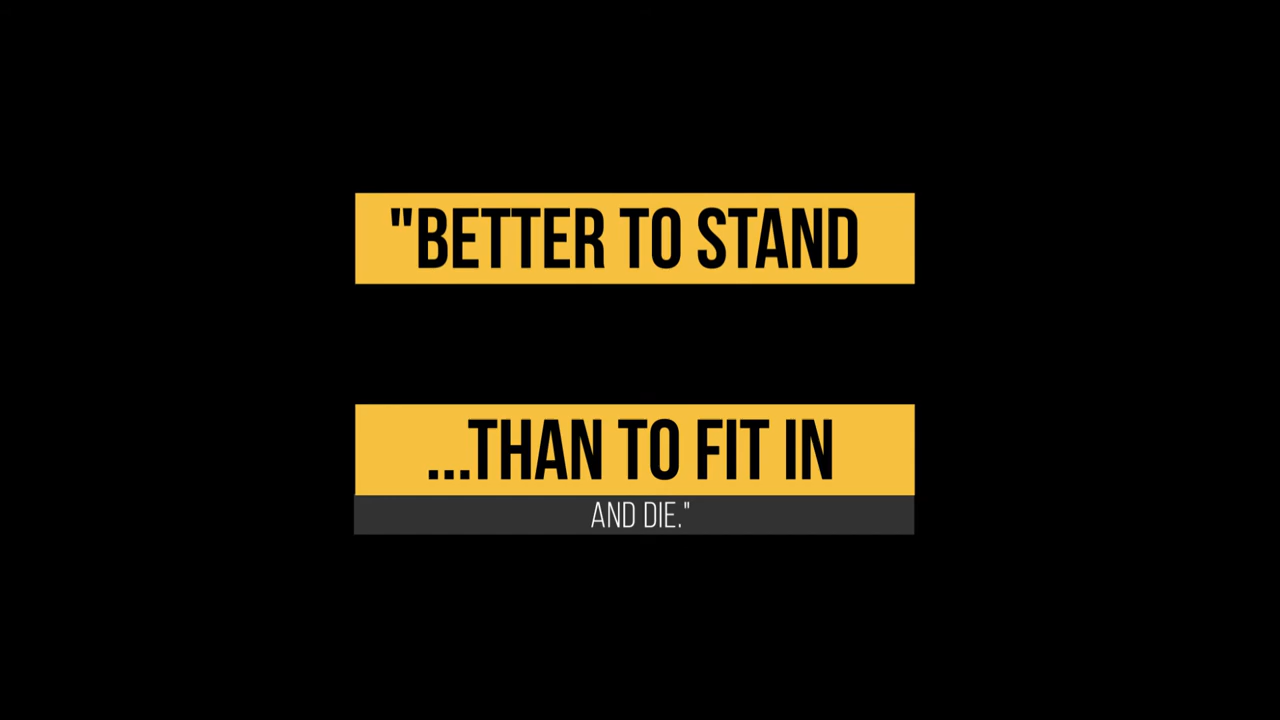 "BETTER TO STAND
...THAN TO FIT IN
AND DIE."